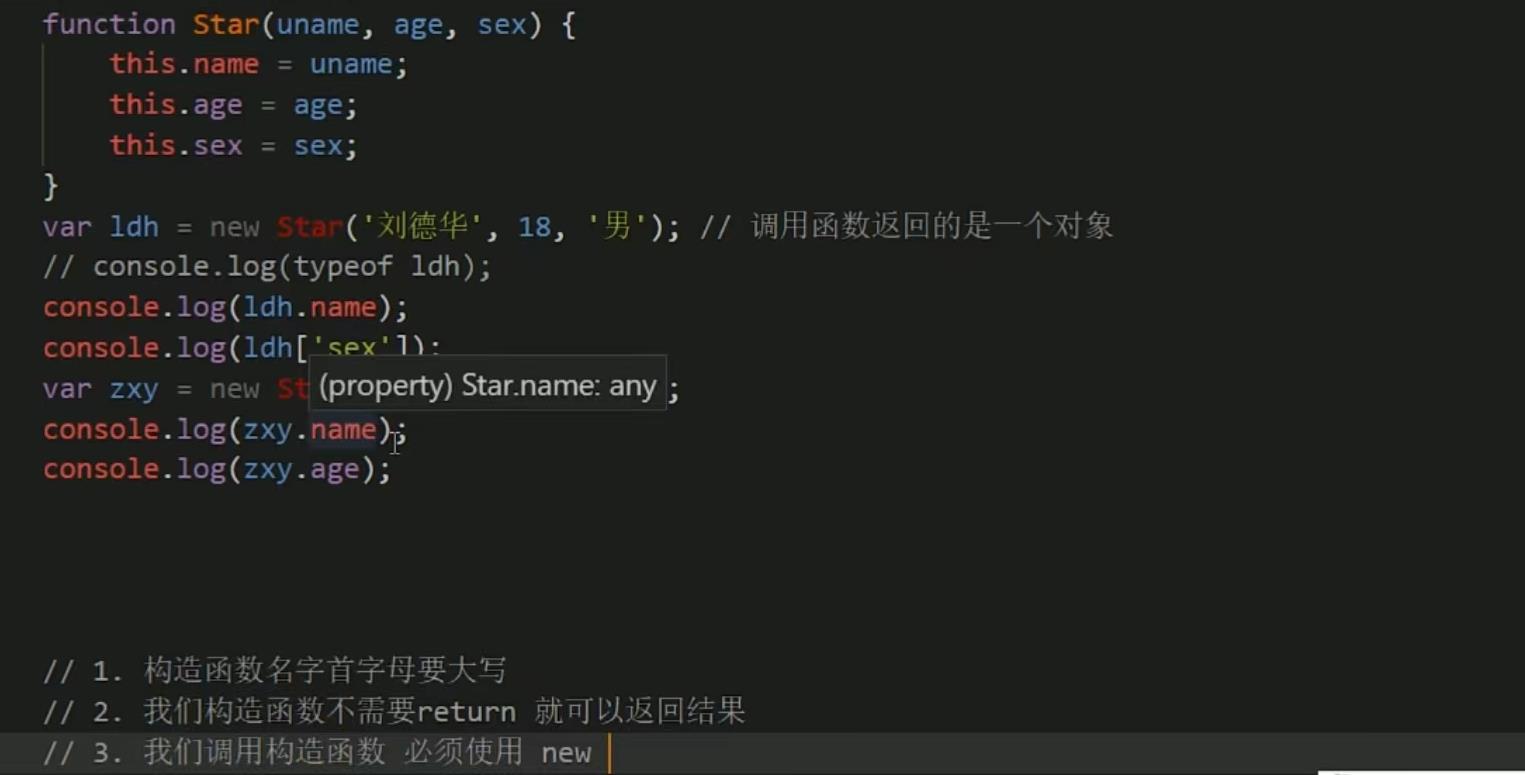 function Star(uname, age, sex) {
this.name = uname;
this.age = age;
this.sex = sex;
}
var ldh = new Star('刘德华', 18, '男'); // 调用函数返回的是一个对象
// console.log(typeof ldh);
console.log(ldh.name);
console.log(ldh['sex']);
var zxy = new St
(property) Star.name: any
;
console.log(zxy.name);
console.log(zxy.age);
// 1. 构造函数名字首字母要大写
// 2. 我们构造函数不需要return 就可以返回结果
// 3. 我们调用构造函数 必须使用 new